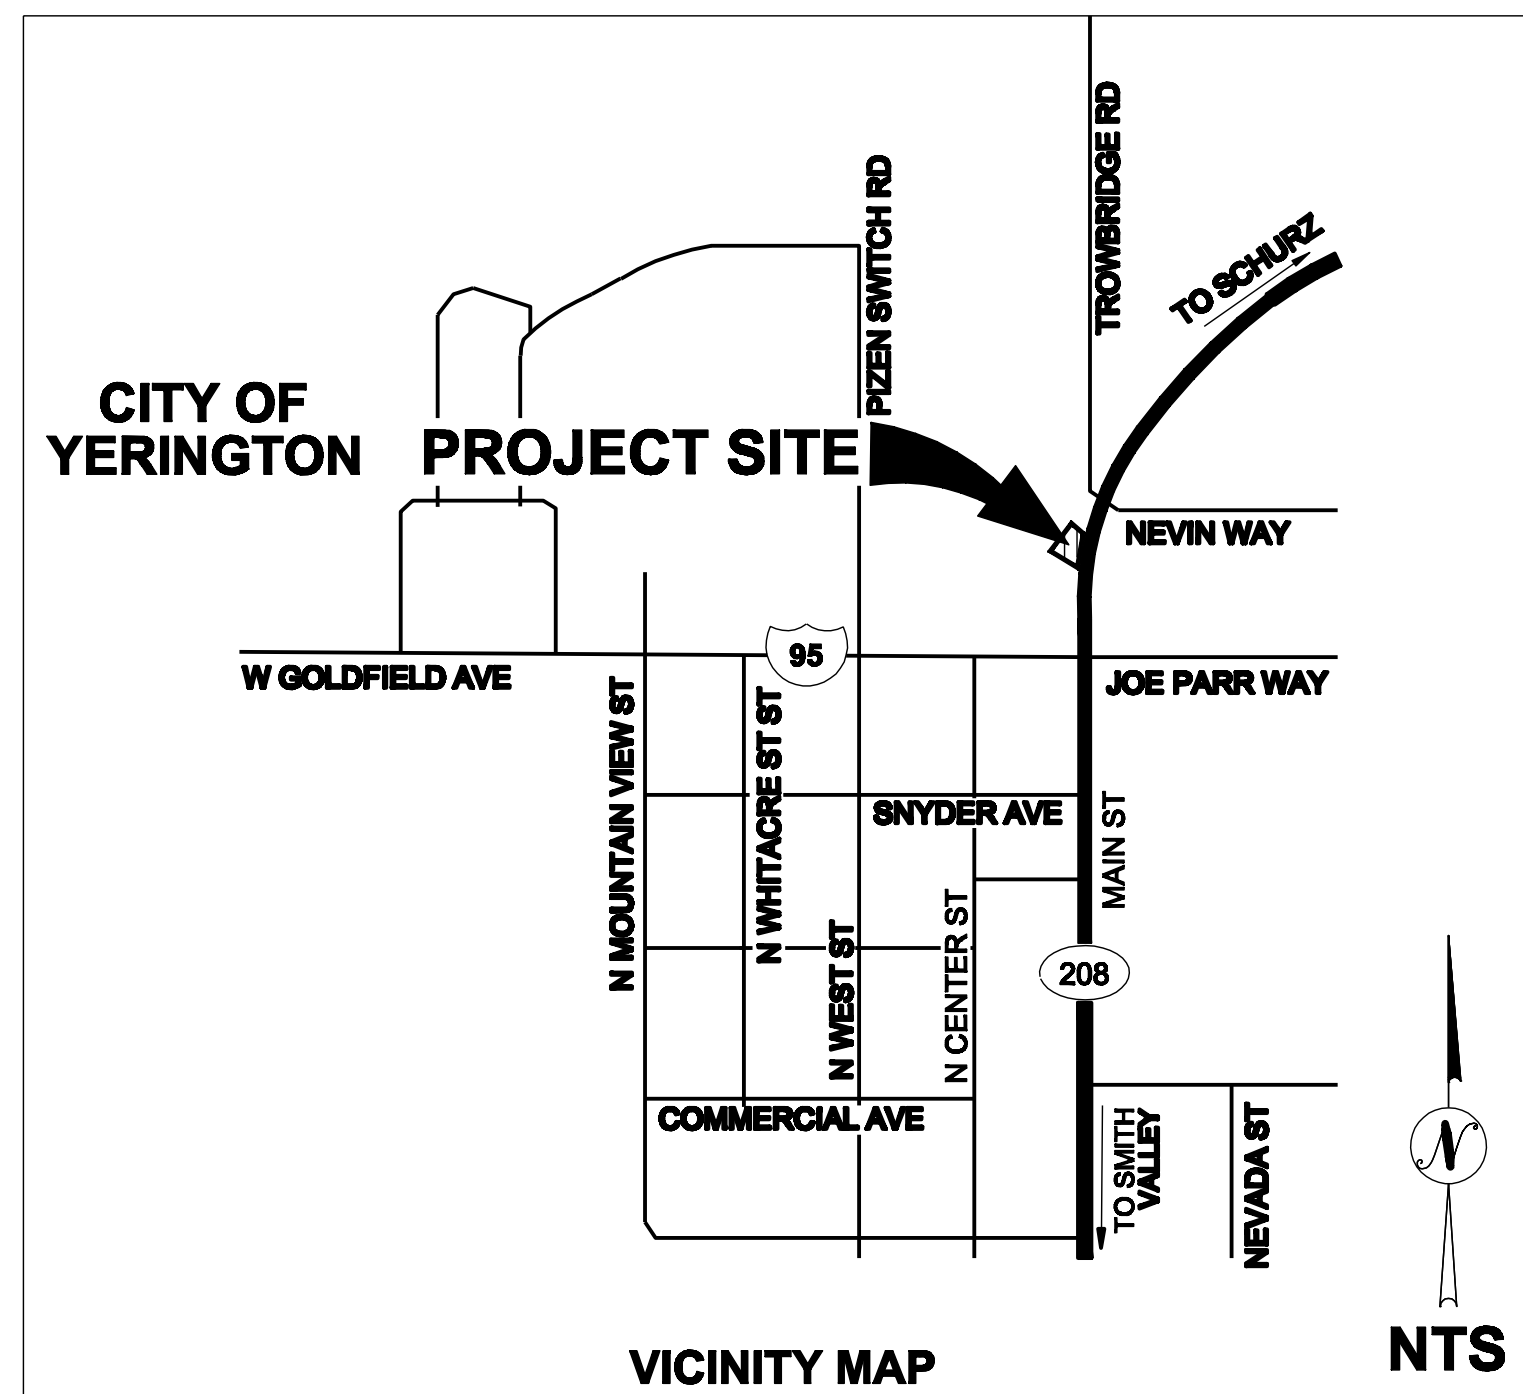 TROWBRIDGE RD
PIZEN SWITCH RD
TO SCHURZ
CITY OF
YERINGTON
PROJECT SITE
NEVIN WAY
95
W GOLDFIELD AVE
JOE PARR WAY
N MOUNTAIN VIEW ST
N WHITACRE ST ST
SNYDER AVE
MAIN ST
N WEST ST
N CENTER ST
208
COMMERCIAL AVE
TO SMITH
VALLEY
NEVADA ST
N
NTS
VICINITY MAP